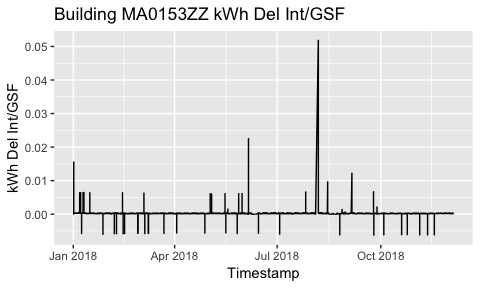 Building MA0153ZZ kWh Del Int/GSF
kWh Del Int/GSF
0.05
0.04
0.03
0.02
0.01
0.00
Jan 2018
Apr 2018
Jul 2018
Oct 2018
Timestamp